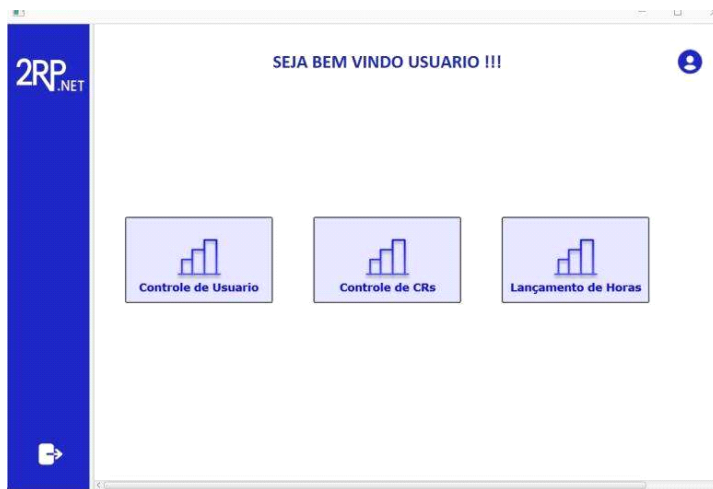 2RP
.NET
SEJA BEM VINDO USUARIO !!!
Controle de Usuario
Controle de CRs
Lançamento de Horas